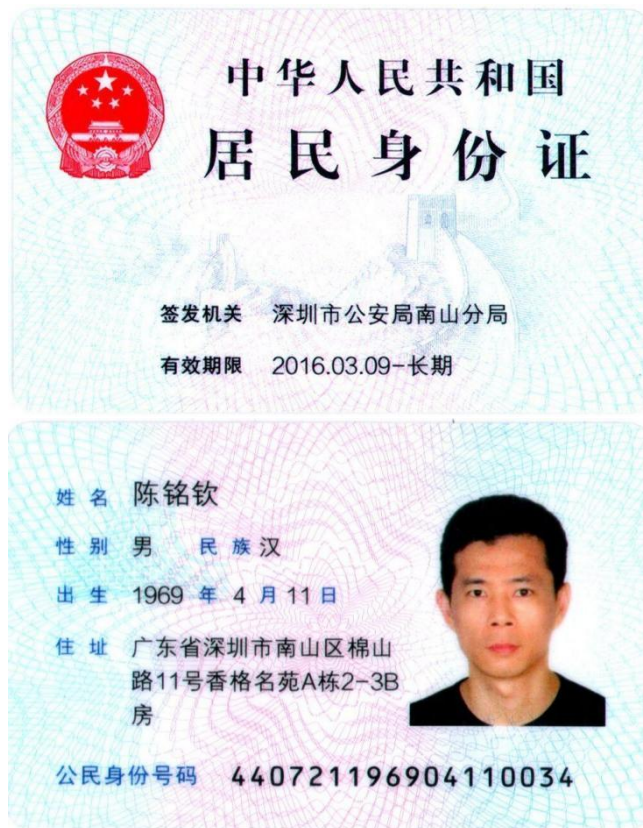 中华人民共和国
居民身份证
签发机关 深圳市公安局南山分局
有效期限 2016.03.09-长期
姓名 陈铭钦
性别 男 民族 汉
出生 1969 年 4 月 11 日
住址 广东省深圳市南山区棉山
路11号香格名苑A栋2-3B
房
公民身份号码 440721196904110034